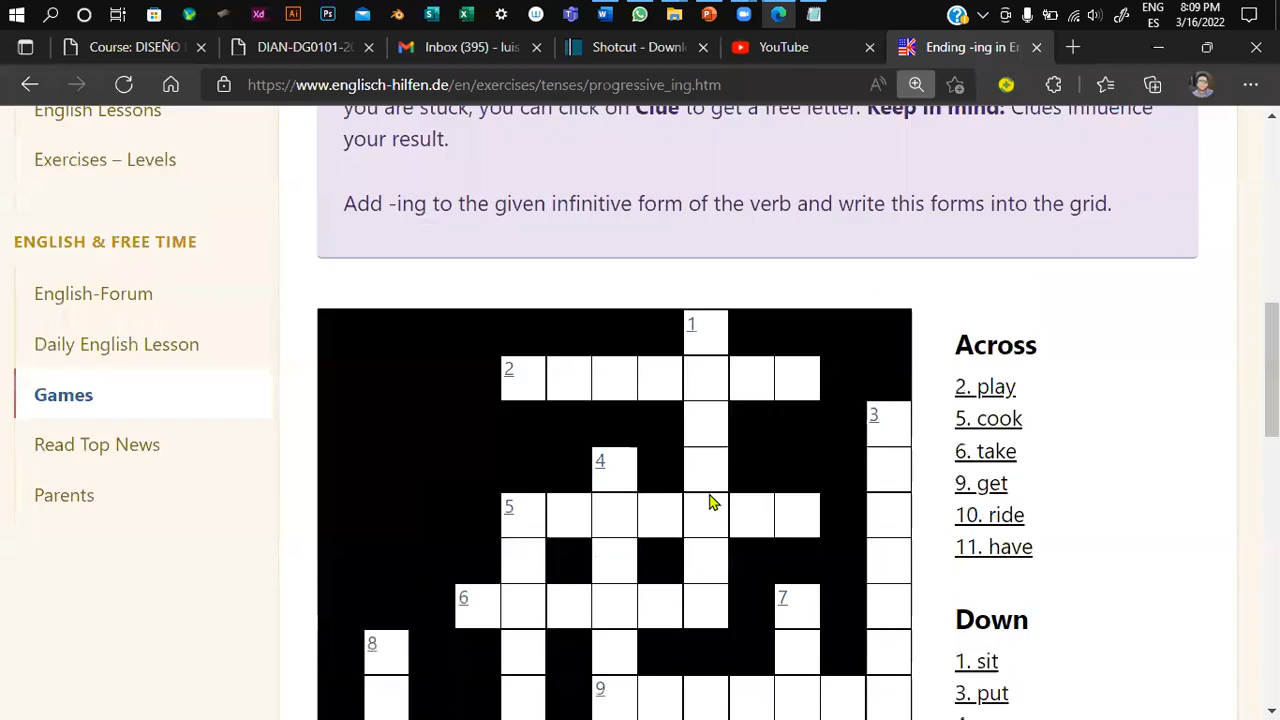 ENG 8:09 PM
ES 3/16/2022
Course: DISEÑO
DIAN-DG0101-20
Inbox (395) - luis
Shotcut - Downl
YouTube
Ending -ing in En
https://www.englisch-hilfen.de/en/exercises/tenses/progressive_ing.htm
English Lessons
Exercises – Levels
ENGLISH & FREE TIME
English-Forum
Daily English Lesson
Games
Read Top News
Parents
you are stuck, you can click on Clue to get a free letter. Keep in mind: Clues influence
your result.
Add -ing to the given infinitive form of the verb and write this forms into the grid.
1
2
3
4
5
6
7
8
9
Across
2. play
5. cook
6. take
9. get
10. ride
11. have
Down
1. sit
3. put